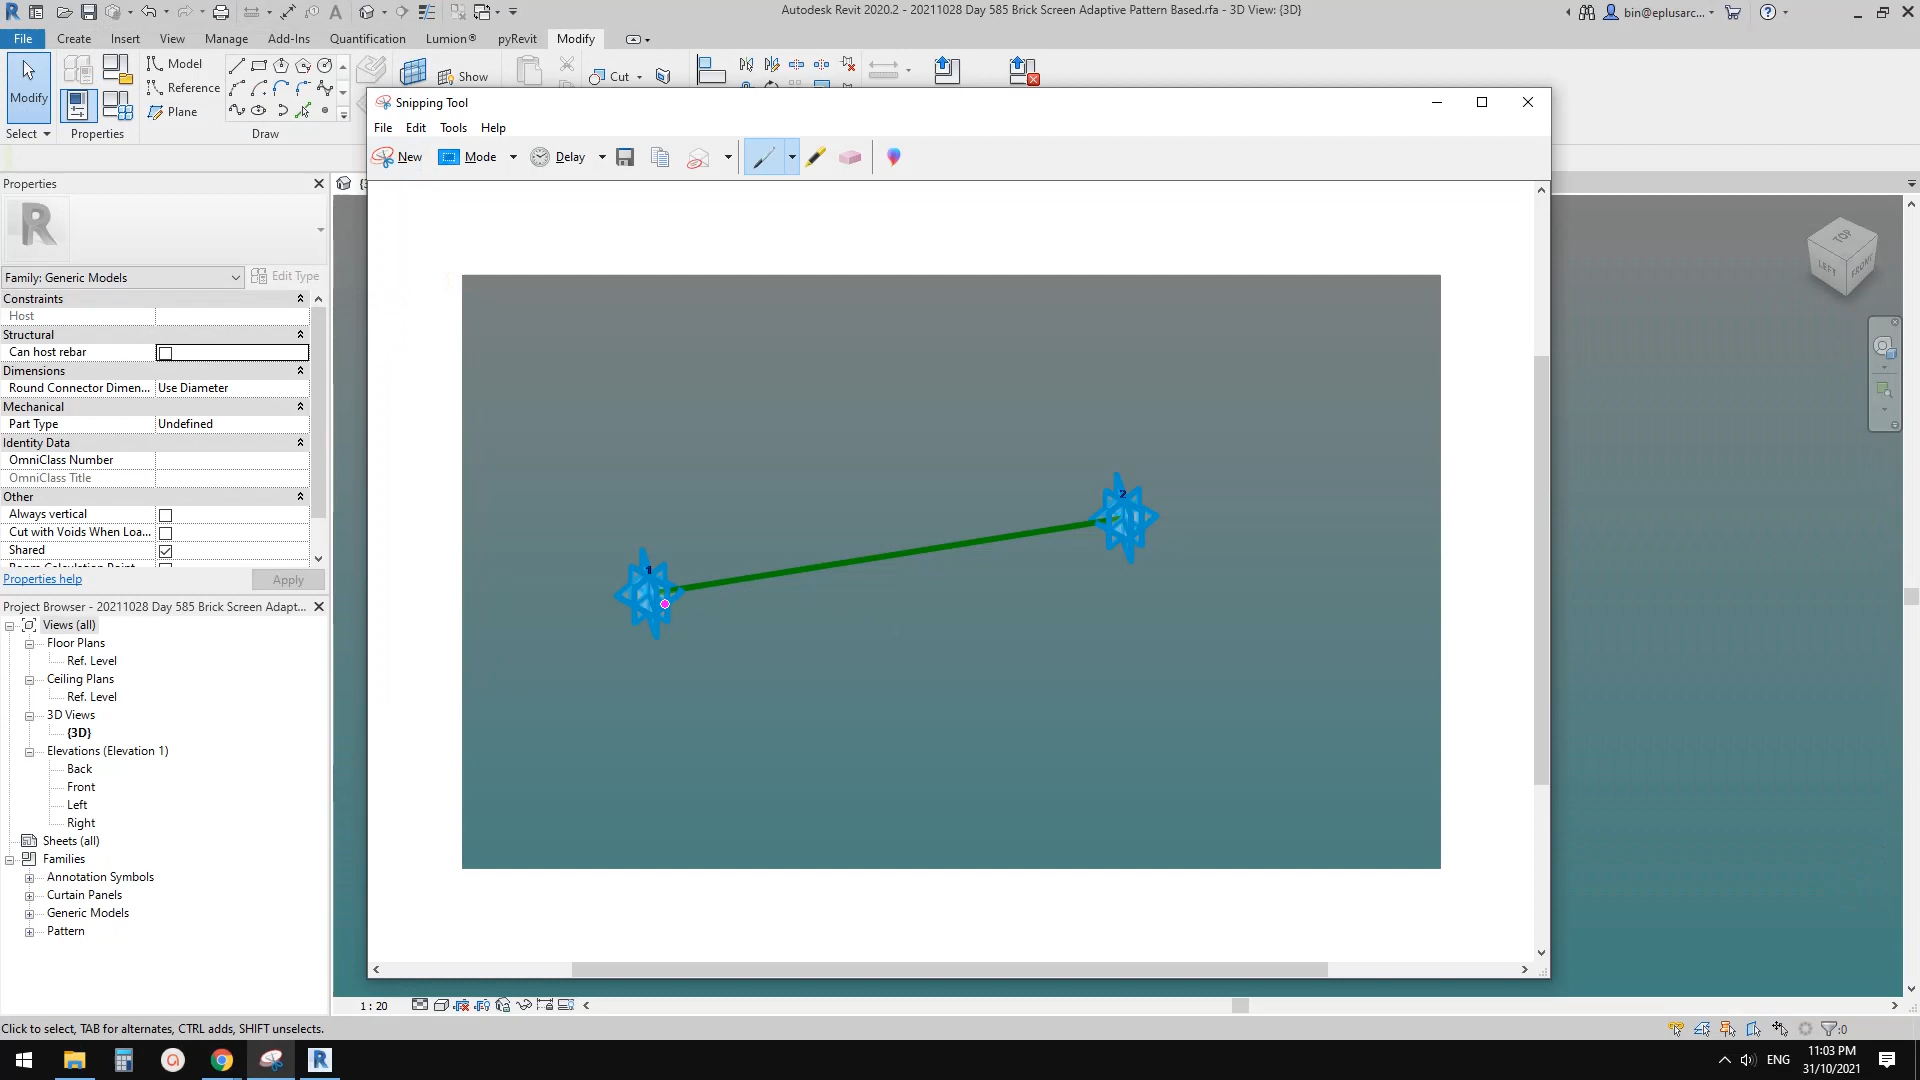 Autodesk Revit 2020.2 - 20211028 Day 585 Brick Screen Adaptive Pattern Based.rfa - 3D View: {3D}
bin@eplusarc...
File Create Insert View Manage Add-Ins Quantification Lumion® pyRevit Modify
Modify
Model
Reference
Plane
Show
Cut
Select
Properties
Draw
Snipping Tool
File Edit Tools Help
New Mode Delay
Properties
Family: Generic Models
Edit Type
Constraints
Host
Structural
Can host rebar
Dimensions
Round Connector Dimen... Use Diameter
Mechanical
Part Type Undefined
Identity Data
OmniClass Number
OmniClass Title
Other
Always vertical
Cut with Voids When Loa...
Shared
Properties help
Apply
Project Browser - 20211028 Day 585 Brick Screen Adapt...
Views (all)
Floor Plans
Ref. Level
Ceiling Plans
Ref. Level
3D Views
{3D}
Elevations (Elevation 1)
Back
Front
Left
Right
Sheets (all)
Families
Annotation Symbols
Curtain Panels
Generic Models
Pattern
1
2
TOP
LEFT
FRONT
1 : 20
Click to select, TAB for alternates, CTRL adds, SHIFT unselects.
:0
ENG
11:03 PM
31/10/2021